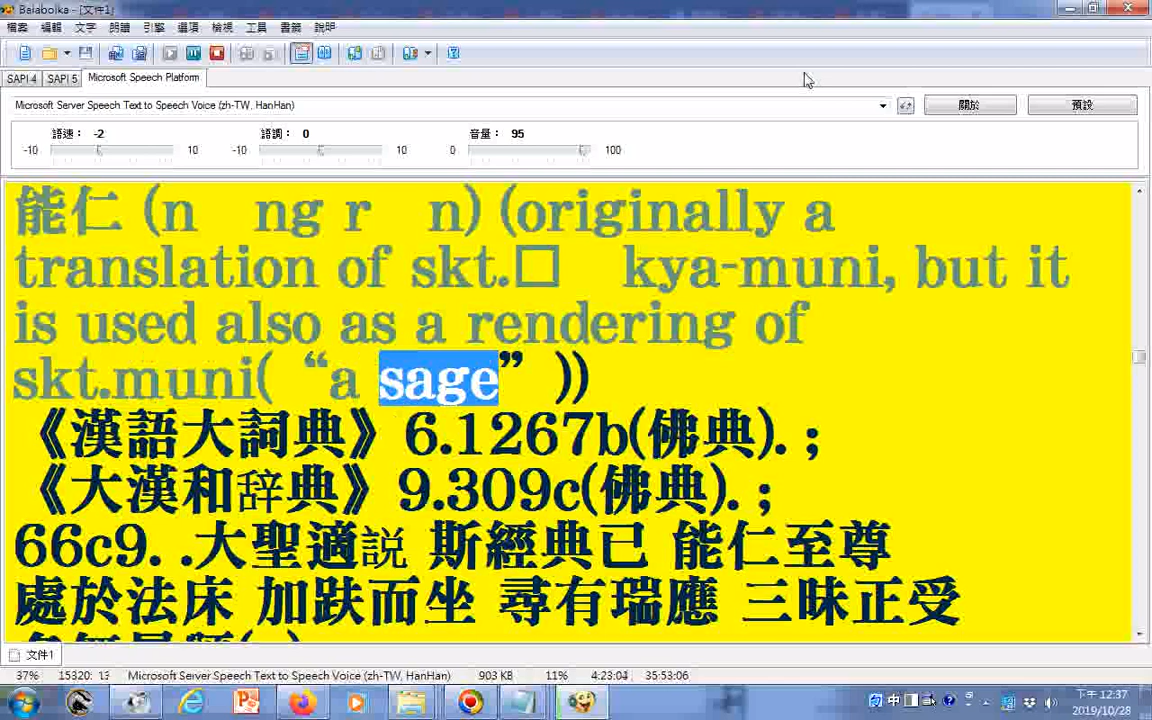 Balabolka - [文件1]
檔案 編輯 文字 朗讀 引擎 選項 檢視 工具 書籤 說明
SAPI 4 SAPI 5 Microsoft Speech Platform
Microsoft Server Speech Text to Speech Voice (zh-TW, HanHan) 關於 預設
語速： -2 語調： 0 音量： 95
-10 10 -10 10 0 100
能仁 (n ng r n) (originally a
translation of skt.□ kya-muni, but it
is used also as a rendering of
skt.muni( “a sage” ))
《漢語大詞典》 6.1267b(佛典).；
《大漢和辞典》 9.309c(佛典).；
66c9. .大聖適説 斯經典已 能仁至尊
處於法床 加趺而坐 尋有瑞應 三昧正受
文件1
37% 15320: 13 Microsoft Server Speech Text to Speech Voice (zh-TW, HanHan) 903 KB 11% 4:23:04 35:53:06
中 下午 12:37
2019/10/28